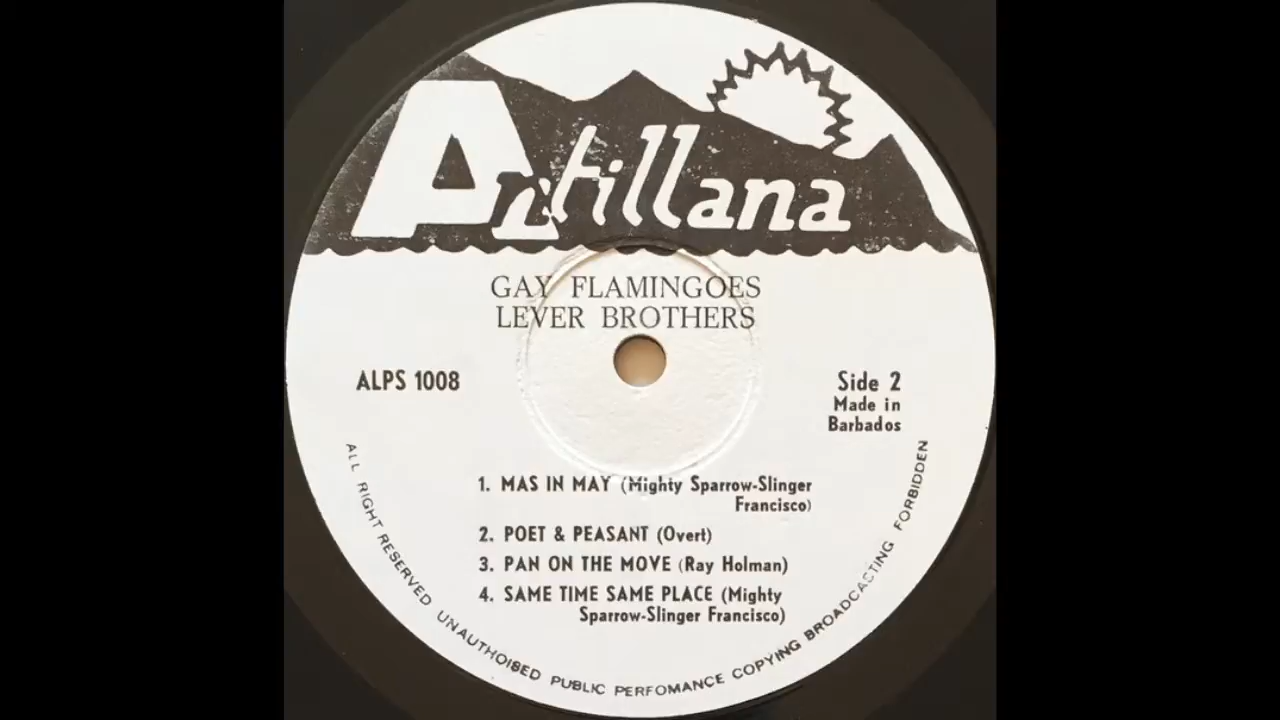 Antillana
GAY FLAMINGOES
LEVER BROTHERS
ALPS 1008
Side 2
Made in
Barbados
1. MAS IN MAY (Mighty Sparrow-Slinger
Francisco)
2. POET & PEASANT (Overt)
3. PAN ON THE MOVE (Ray Holman)
4. SAME TIME SAME PLACE (Mighty
Sparrow-Slinger Francisco)
ALL RIGHT RESERVED UNAUTHOISED PUBLIC PERFOMANCE COPYING BROADCASTING FORBIDDEN